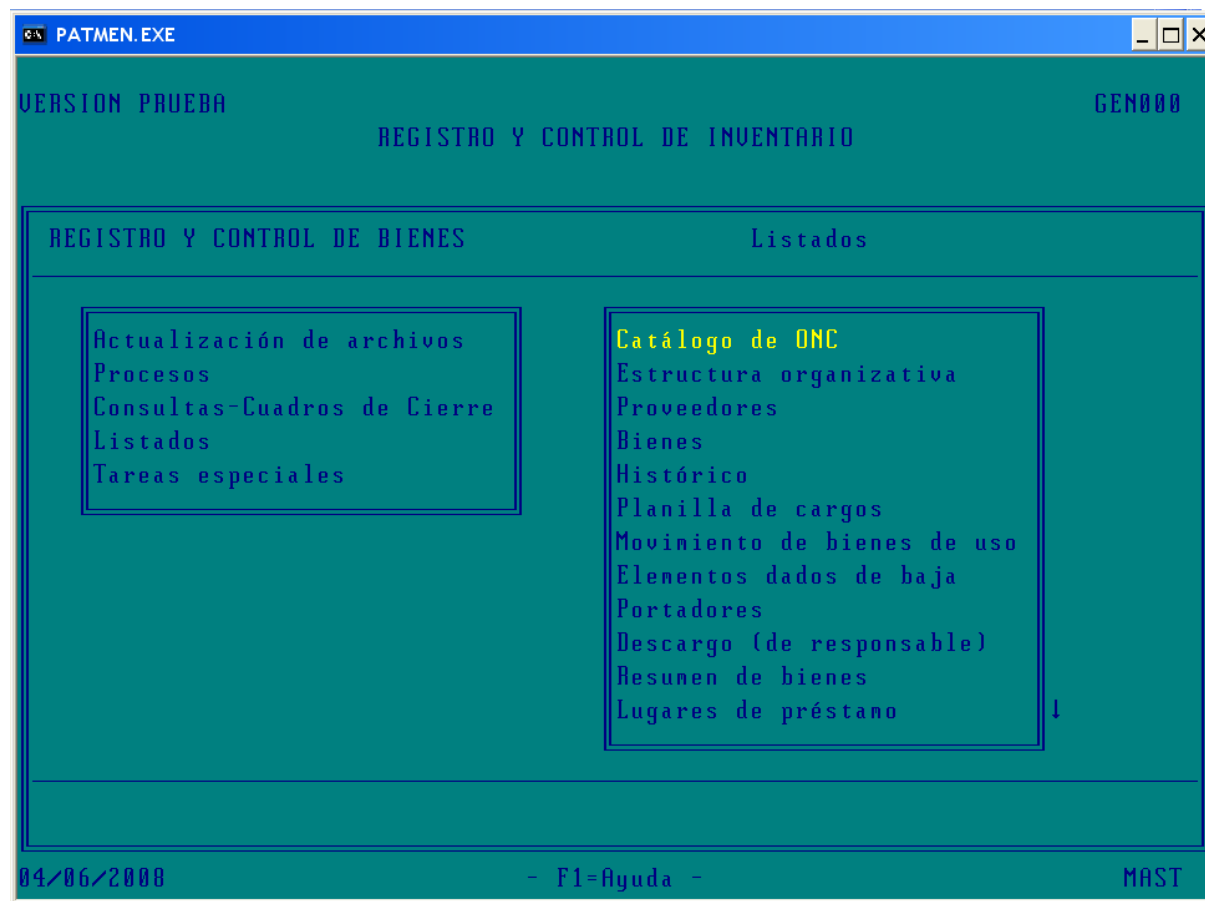 PATMEN.EXE
VERSION PRUEBA GEN000
REGISTRO Y CONTROL DE INVENTARIO
REGISTRO Y CONTROL DE BIENES Listados
Actualización de archivos
Procesos
Consultas-Cuadros de Cierre
Listados
Tareas especiales
Catálogo de ONC
Estructura organizativa
Proveedores
Bienes
Histórico
Planilla de cargos
Movimiento de bienes de uso
Elementos dados de baja
Portadores
Descargo (de responsable)
Resumen de bienes
Lugares de préstamo ↓
04/06/2008 - F1=Ayuda - MAST